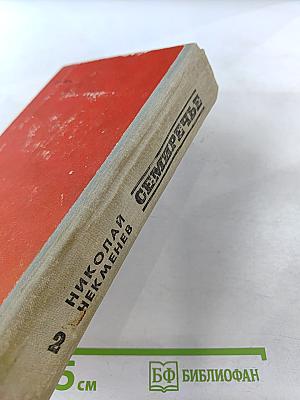 СЕМИРЕЧЬЕ
НИКОЛАЙ
ЧЕКМЕНЕВ
2
5 см
БФ БИБЛИОФАН